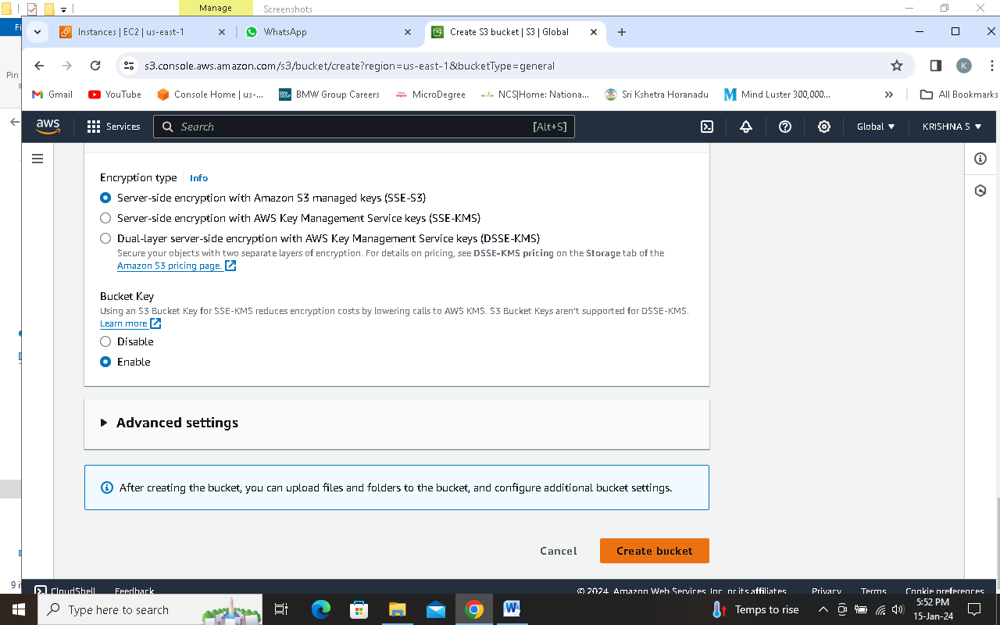 Manage
Screenshots
Fi
Instances | EC2 | us-east-1
WhatsApp
Create S3 bucket | S3 | Global
s3.console.aws.amazon.com/s3/bucket/create?region=us-east-1&bucketType=general
K
Pin
Gmail
YouTube
Console Home | us-...
BMW Group Careers
MicroDegree
NCS|Home: Nationa...
Sri Kshetra Horanadu
Mind Luster 300,000...
All Bookmarks
aws
Services
Search
[Alt+S]
Global
KRISHNA S
Encryption type
Info
Server-side encryption with Amazon S3 managed keys (SSE-S3)
Server-side encryption with AWS Key Management Service keys (SSE-KMS)
Dual-layer server-side encryption with AWS Key Management Service keys (DSSE-KMS)
Secure your objects with two separate layers of encryption. For details on pricing, see DSSE-KMS pricing on the Storage tab of the
Amazon S3 pricing page.
Bucket Key
Using an S3 Bucket Key for SSE-KMS reduces encryption costs by lowering calls to AWS KMS. S3 Bucket Keys aren't supported for DSSE-KMS.
Learn more
Disable
Enable
Advanced settings
After creating the bucket, you can upload files and folders to the bucket, and configure additional bucket settings.
Cancel
Create bucket
9 it
CloudShell
Feedback
© 2024, Amazon Web Services, Inc. or its affiliates.
Privacy
Terms
Cookie preferences
Type here to search
Temps to rise
5:52 PM
15-Jan-24